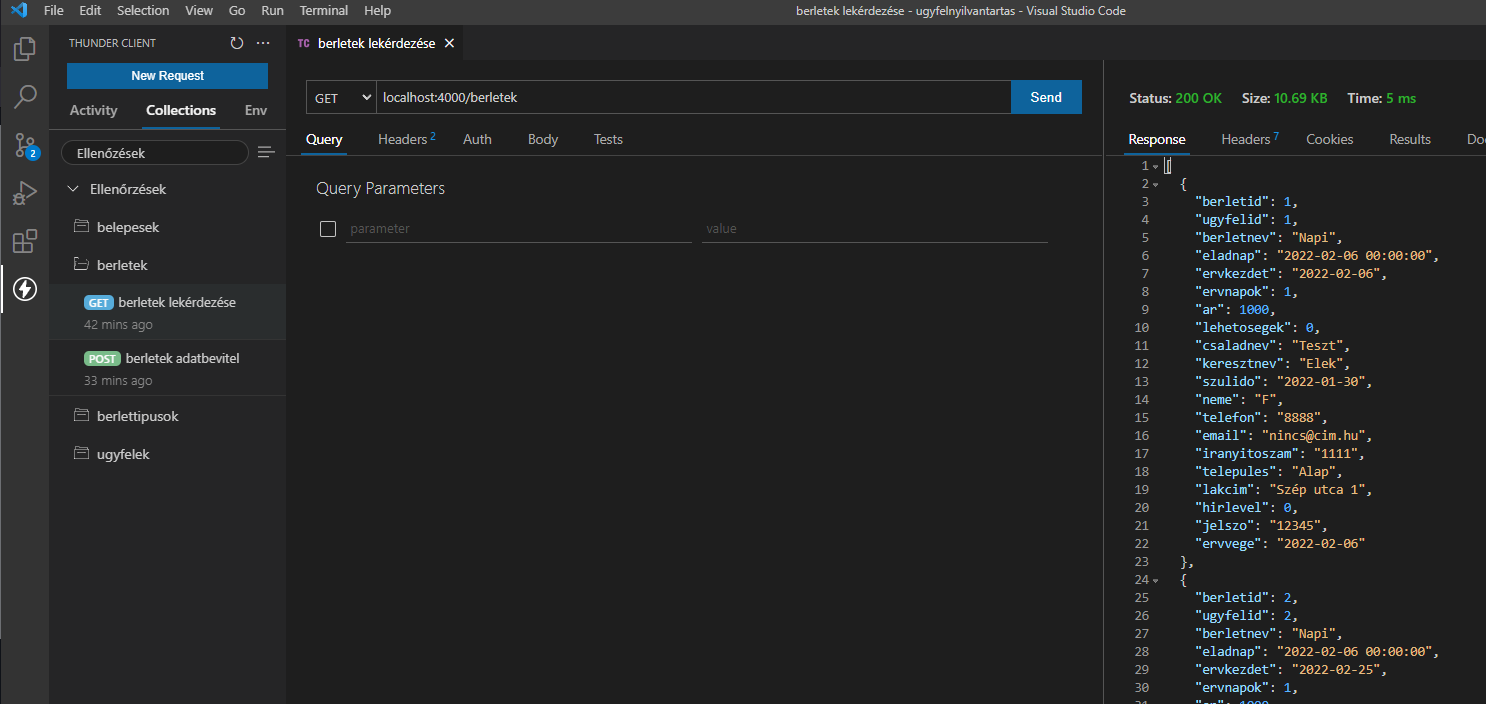 File Edit Selection View Go Run Terminal Help
berletek lekérdezése - ugyfelnyilvantartas - Visual Studio Code
THUNDER CLIENT
New Request
Activity Collections Env
Ellenőzések
Ellenőrzések
belepesek
berletek
GET berletek lekérdezése
42 mins ago
POST berletek adatbevitel
33 mins ago
berlettipusok
ugyfelek
2
TC berletek lekérdezése
GET localhost:4000/berletek Send
Query Headers 2 Auth Body Tests
Query Parameters
parameter value
Status: 200 OK Size: 10.69 KB Time: 5 ms
Response Headers 7 Cookies Results Do
1 [
2 {
3 "berletid": 1,
4 "ugyfelid": 1,
5 "berletnev": "Napi",
6 "eladnap": "2022-02-06 00:00:00",
7 "ervkezdet": "2022-02-06",
8 "ervnapok": 1,
9 "ar": 1000,
10 "lehetosegek": 0,
11 "csaladnev": "Teszt",
12 "keresztnev": "Elek",
13 "szulido": "2022-01-30",
14 "neme": "F",
15 "telefon": "8888",
16 "email": "nincs@cim.hu",
17 "iranyitoszam": "1111",
18 "telepules": "Alap",
19 "lakcim": "Szép utca 1",
20 "hirlevel": 0,
21 "jelszo": "12345",
22 "ervvege": "2022-02-06"
23 },
24 {
25 "berletid": 2,
26 "ugyfelid": 2,
27 "berletnev": "Napi",
28 "eladnap": "2022-02-06 00:00:00",
29 "ervkezdet": "2022-02-25",
30 "ervnapok": 1,